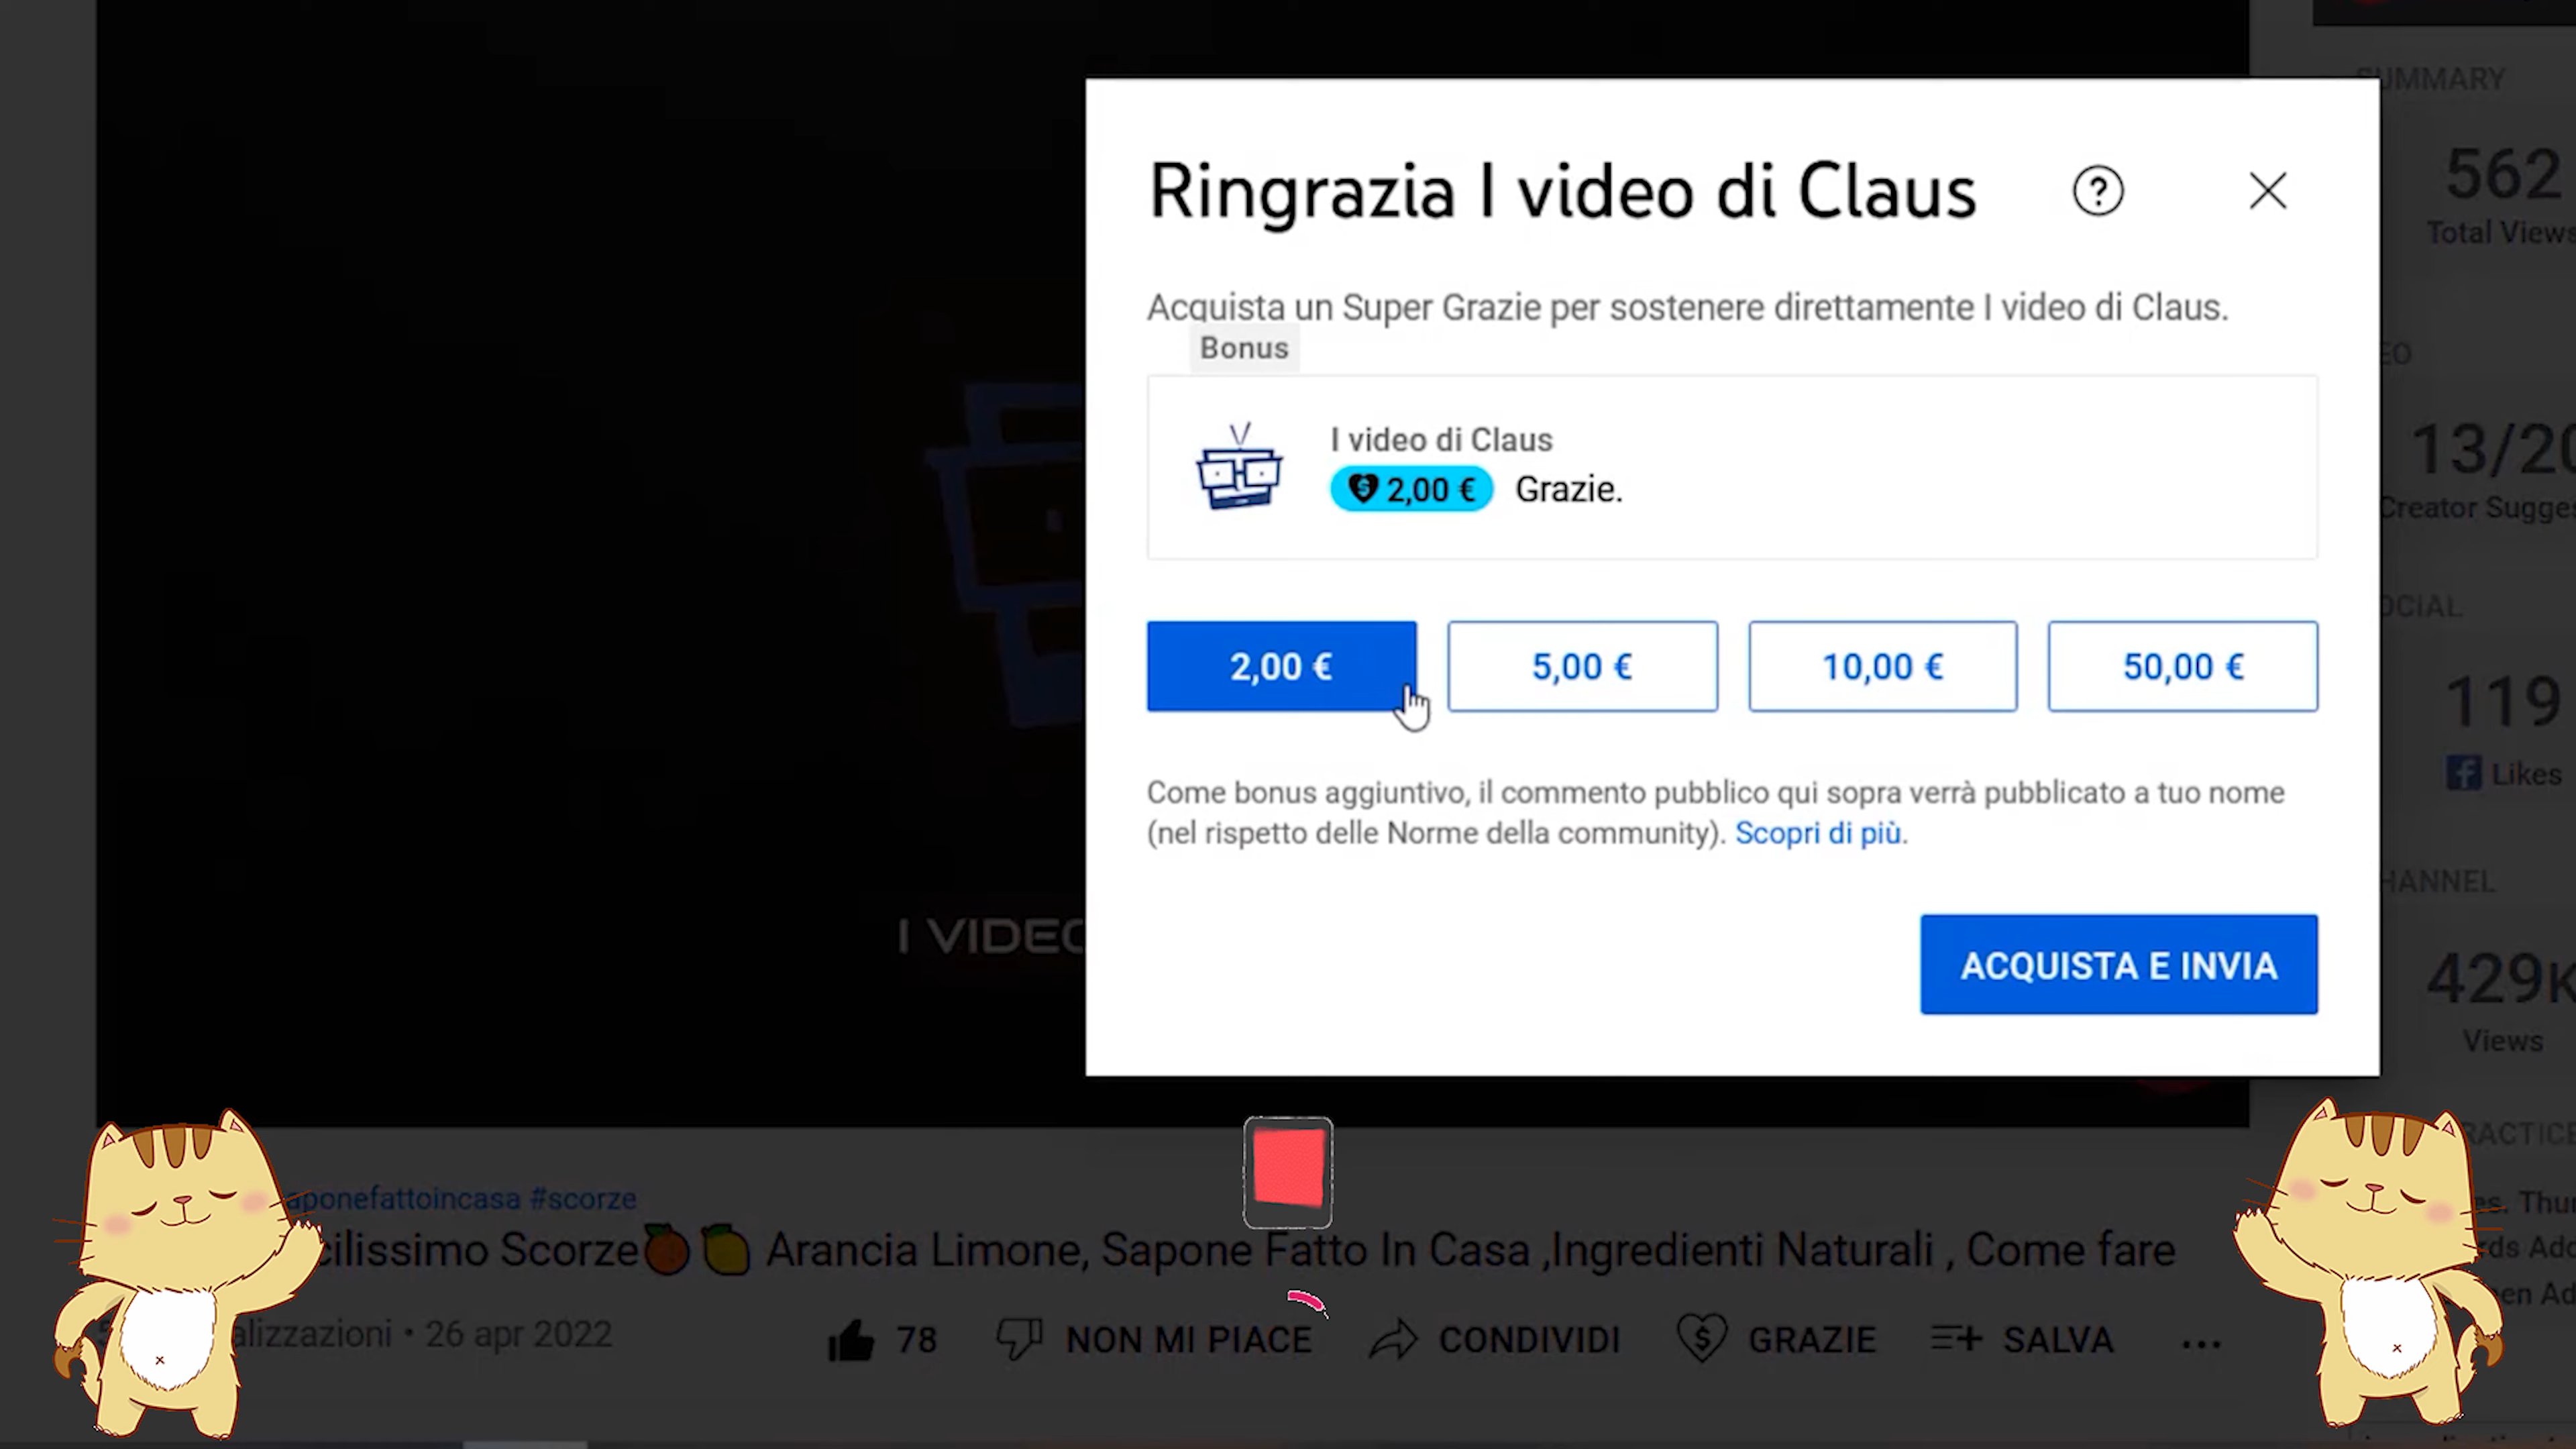 SUMMARY
562
Total Views
Ringrazia I video di Claus
?
Acquista un Super Grazie per sostenere direttamente I video di Claus.
Bonus
I video di Claus
2,00 € Grazie.
13/20
Creator
2,00 €
5,00 €
10,00 €
50,00 €
119
Likes
Come bonus aggiuntivo, il commento pubblico qui sopra verrà pubblicato a tuo nome
(nel rispetto delle Norme della community). Scopri di più.
I VIDEO
ACQUISTA E INVIA
429K
Views
#scorze
Scorze Arancia Limone, Sapone Fatto In Casa ,Ingredienti Naturali , Come fare
• 26 apr 2022
78
NON MI PIACE
CONDIVIDI
GRAZIE
SALVA